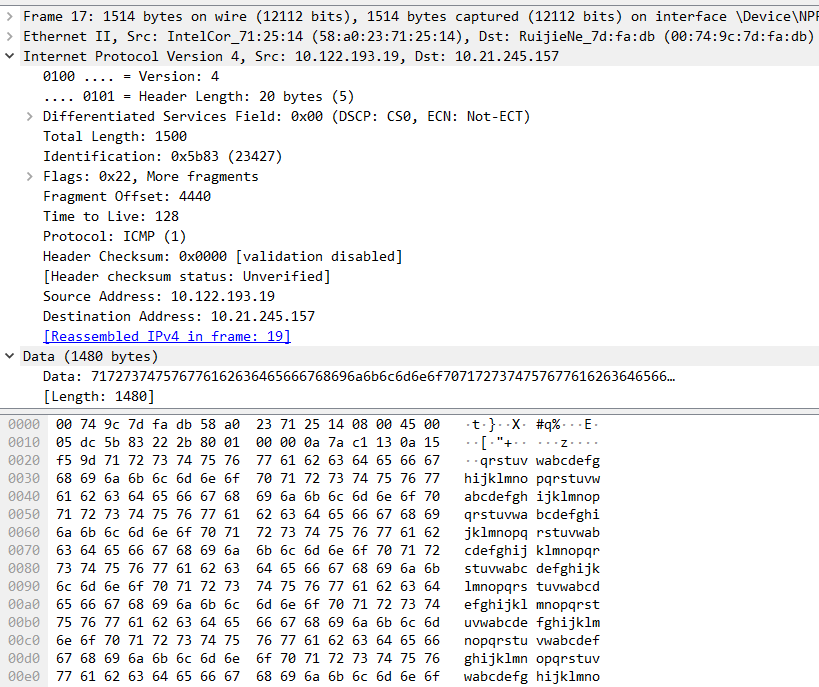 Frame 17: 1514 bytes on wire (12112 bits), 1514 bytes captured (12112 bits) on interface \Device\NPF
Ethernet II, Src: IntelCor_71:25:14 (58:a0:23:71:25:14), Dst: RuijieNe_7d:fa:db (00:74:9c:7d:fa:db)
Internet Protocol Version 4, Src: 10.122.193.19, Dst: 10.21.245.157
0100 .... = Version: 4
.... 0101 = Header Length: 20 bytes (5)
Differentiated Services Field: 0x00 (DSCP: CS0, ECN: Not-ECT)
Total Length: 1500
Identification: 0x5b83 (23427)
Flags: 0x22, More fragments
Fragment Offset: 4440
Time to Live: 128
Protocol: ICMP (1)
Header Checksum: 0x0000 [validation disabled]
[Header checksum status: Unverified]
Source Address: 10.122.193.19
Destination Address: 10.21.245.157
[Reassembled IPv4 in frame: 19]
Data (1480 bytes)
Data: 717273747576776162636465666768696a6b6c6d6e6f7071727374757677616263646566…
[Length: 1480]
0000 00 74 9c 7d fa db 58 a0 23 71 25 14 08 00 45 00 ·t·}··X· #q%···E·
0010 05 dc 5b 83 22 2b 80 01 00 00 0a 7a c1 13 0a 15 ··[·"+·· ···z····
0020 f5 9d 71 72 73 74 75 76 77 61 62 63 64 65 66 67 ··qrstuv wabcdefg
0030 68 69 6a 6b 6c 6d 6e 6f 70 71 72 73 74 75 76 77 hijklmno pqrstuvw
0040 61 62 63 64 65 66 67 68 69 6a 6b 6c 6d 6e 6f 70 abcdefgh ijklmnop
0050 71 72 73 74 75 76 77 61 62 63 64 65 66 67 68 69 qrstuvwa bcdefghi
0060 6a 6b 6c 6d 6e 6f 70 71 72 73 74 75 76 77 61 62 jklmnopq rstuvwab
0070 63 64 65 66 67 68 69 6a 6b 6c 6d 6e 6f 70 71 72 cdefghij klmnopqr
0080 73 74 75 76 77 61 62 63 64 65 66 67 68 69 6a 6b stuvwabc defghijk
0090 6c 6d 6e 6f 70 71 72 73 74 75 76 77 61 62 63 64 lmnopqrs tuvwabcd
00a0 65 66 67 68 69 6a 6b 6c 6d 6e 6f 70 71 72 73 74 efghijkl mnopqrst
00b0 75 76 77 61 62 63 64 65 66 67 68 69 6a 6b 6c 6d uvwabcde fghijklm
00c0 6e 6f 70 71 72 73 74 75 76 77 61 62 63 64 65 66 nopqrstu vwabcdef
00d0 67 68 69 6a 6b 6c 6d 6e 6f 70 71 72 73 74 75 76 ghijklmn opqrstuv
00e0 77 61 62 63 64 65 66 67 68 69 6a 6b 6c 6d 6e 6f wabcdefg hijklmno